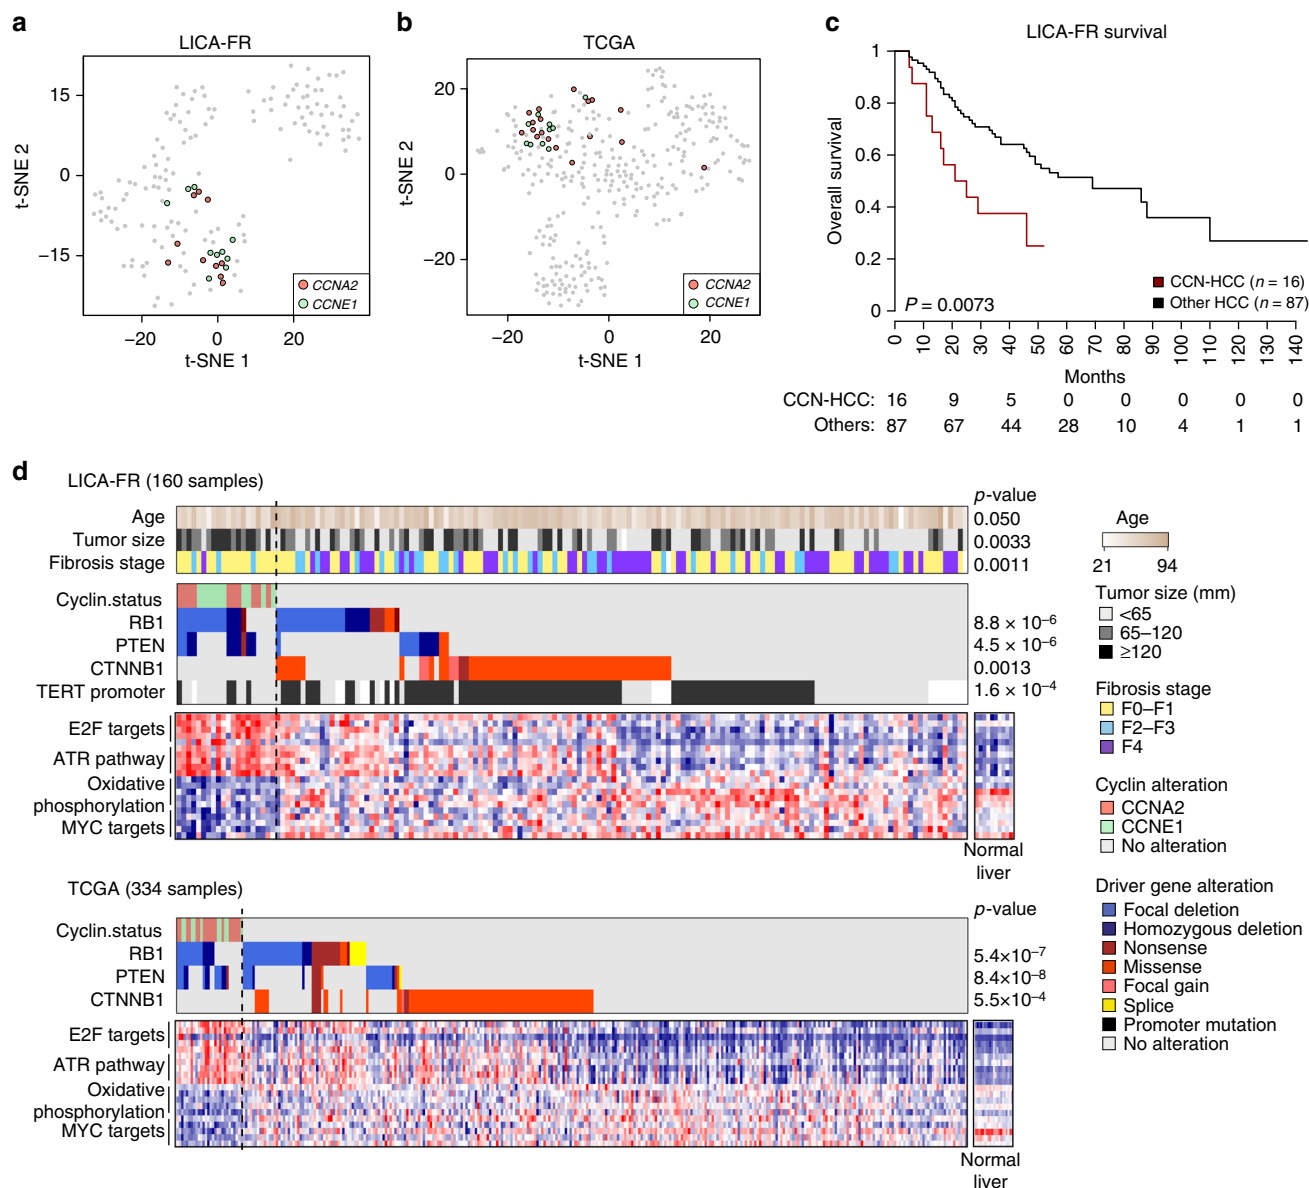 a
LICA-FR
15
0
−15
t-SNE 2
−20
0
20
t-SNE 1
CCNA2
CCNE1
b
TCGA
20
0
−20
t-SNE 2
−20
0
20
t-SNE 1
CCNA2
CCNE1
c
LICA-FR survival
1
0.8
0.6
0.4
0.2
0
Overall survival
P = 0.0073
CCN-HCC (n = 16)
Other HCC (n = 87)
0 10 20 30 40 50 60 70 80 90 100 110 120 130 140
Months
CCN-HCC: 16 9 5 0 0 0 0 0
Others: 87 67 44 28 10 4 1 1
d
LICA-FR (160 samples)
p-value
Age 0.050
Tumor size 0.0033
Fibrosis stage 0.0011
Cyclin.status
RB1 8.8 × 10⁻⁶
PTEN 4.5 × 10⁻⁶
CTNNB1 0.0013
TERT promoter 1.6 × 10⁻⁴
E2F targets
ATR pathway
Oxidative
phosphorylation
MYC targets
Normal
liver
TCGA (334 samples)
p-value
Cyclin.status
RB1 5.4×10⁻⁷
PTEN 8.4×10⁻⁸
CTNNB1 5.5×10⁻⁴
E2F targets
ATR pathway
Oxidative
phosphorylation
MYC targets
Normal
liver
Age
21 94
Tumor size (mm)
<65
65–120
≥120
Fibrosis stage
F0–F1
F2–F3
F4
Cyclin alteration
CCNA2
CCNE1
No alteration
Driver gene alteration
Focal deletion
Homozygous deletion
Nonsense
Missense
Focal gain
Splice
Promoter mutation
No alteration